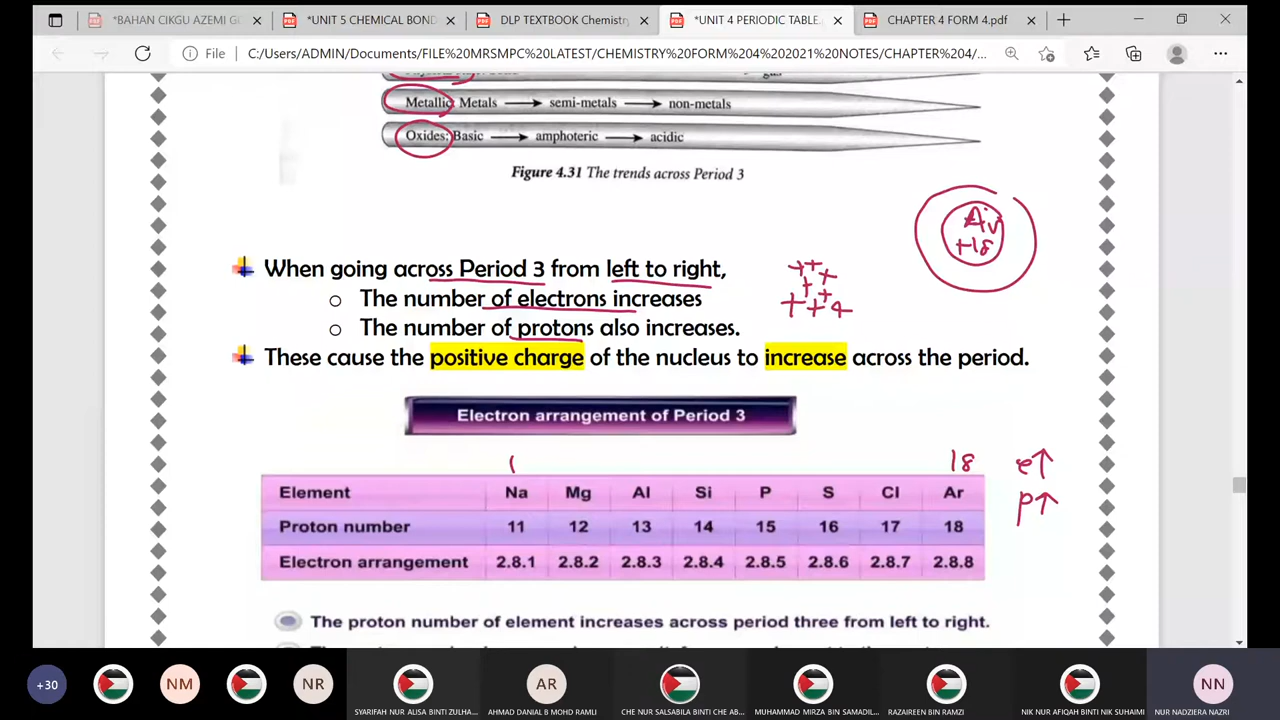 *BAHAN CIKGU AZEMI G
*UNIT 5 CHEMICAL BOND
DLP TEXTBOOK Chemistry
*UNIT 4 PERIODIC TABLE.
CHAPTER 4 FORM 4.pdf
File
C:/Users/ADMIN/Documents/FILE%20MRSMPC%20LATEST/CHEMISTRY%20FORM%204%202021%20NOTES/CHAPTER%204/...
gas
Metallic: Metals → semi-metals → non-metals
Oxides: Basic → amphoteric → acidic
Figure 4.31 The trends across Period 3
Ar
+18
When going across Period 3 from left to right,
o The number of electrons increases
o The number of protons also increases.
These cause the positive charge of the nucleus to increase across the period.
Electron arrangement of Period 3
18 e↑
Element Na Mg Al Si P S Cl Ar
p↑
Proton number 11 12 13 14 15 16 17 18
Electron arrangement 2.8.1 2.8.2 2.8.3 2.8.4 2.8.5 2.8.6 2.8.7 2.8.8
The proton number of element increases across period three from left to right.
+30 NM NR AR NN
SYARIFAH NUR ALISA BINTI ZULHA...
AHMAD DANIAL B MOHD RAMLI
CHE NUR SALSABILA BINTI CHE AB...
MUHAMMAD MIRZA BIN SAMADIL...
RAZAIREEN BIN RAMZI
NIK NUR AFIQAH BINTI NIK SUHAIMI
NUR NADZIERA NAZRI